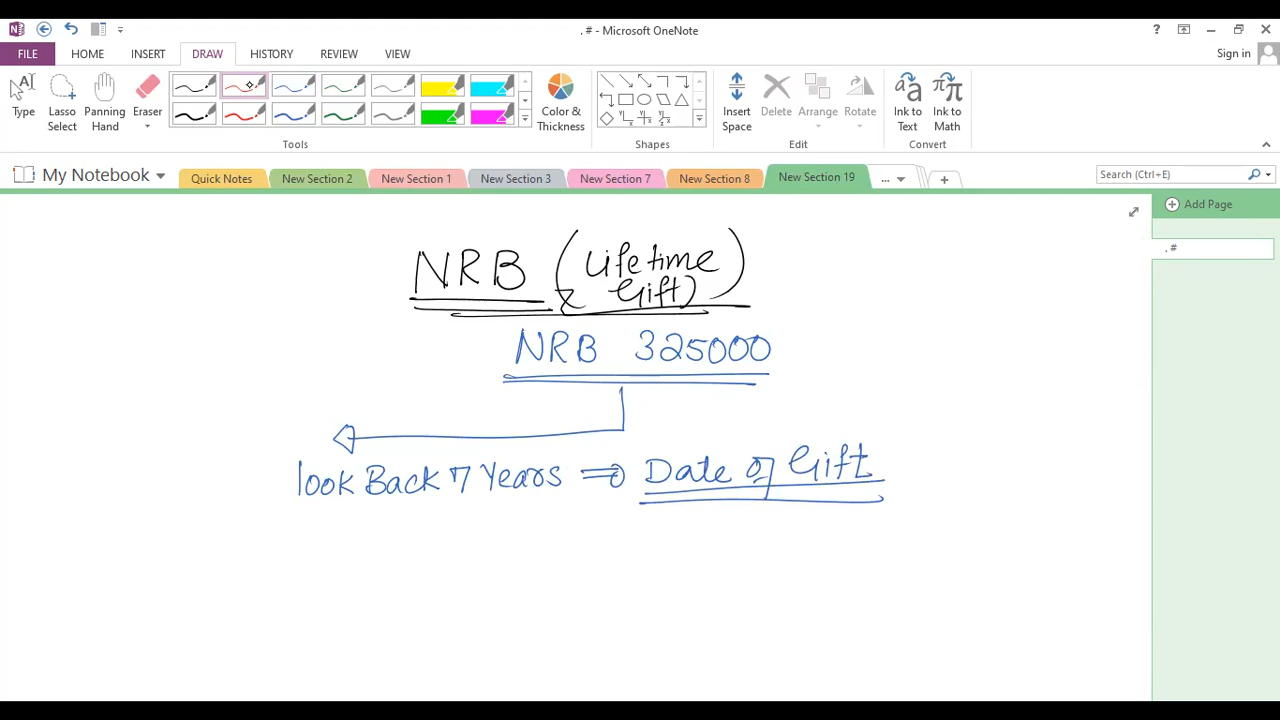 . # - Microsoft OneNote
Sign in
FILE HOME INSERT DRAW HISTORY REVIEW VIEW
Type
Lasso Select
Panning Hand
Eraser
Color & Thickness
Insert Space
Delete
Arrange
Rotate
Ink to Text
Ink to Math
Tools
Shapes
Edit
Convert
My Notebook
Quick Notes
New Section 2
New Section 1
New Section 3
New Section 7
New Section 8
New Section 19
...
Search (Ctrl+E)
Add Page
. #
NRB (Lifetime
Gift)
NRB 325000
look Back 7 Years ⇒ Date of Gift